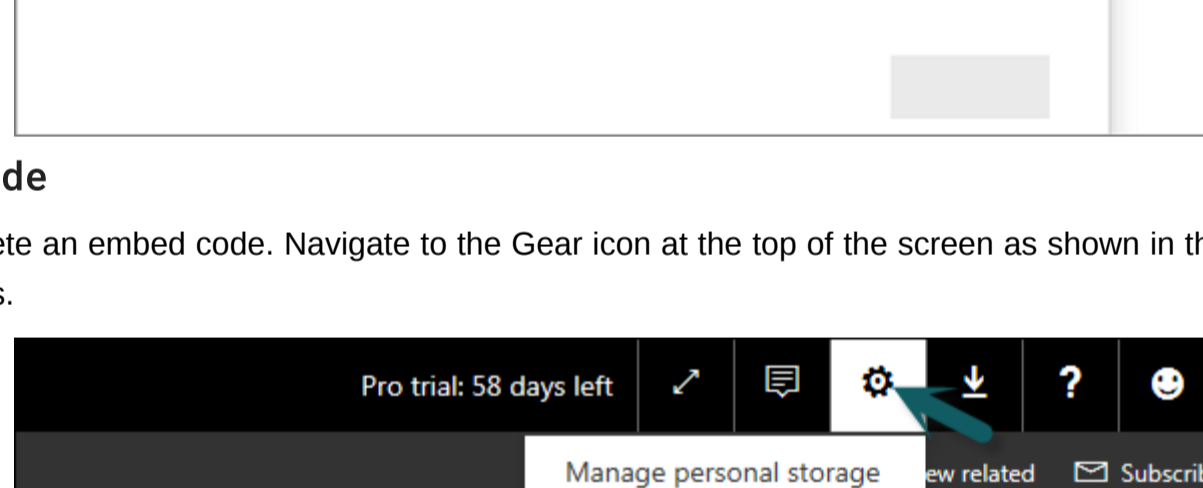 de
ete an embed code. Navigate to the Gear icon at the top of the screen as shown in th
s.
Pro trial: 58 days left
?
Manage personal storage
ew related
Subscrib